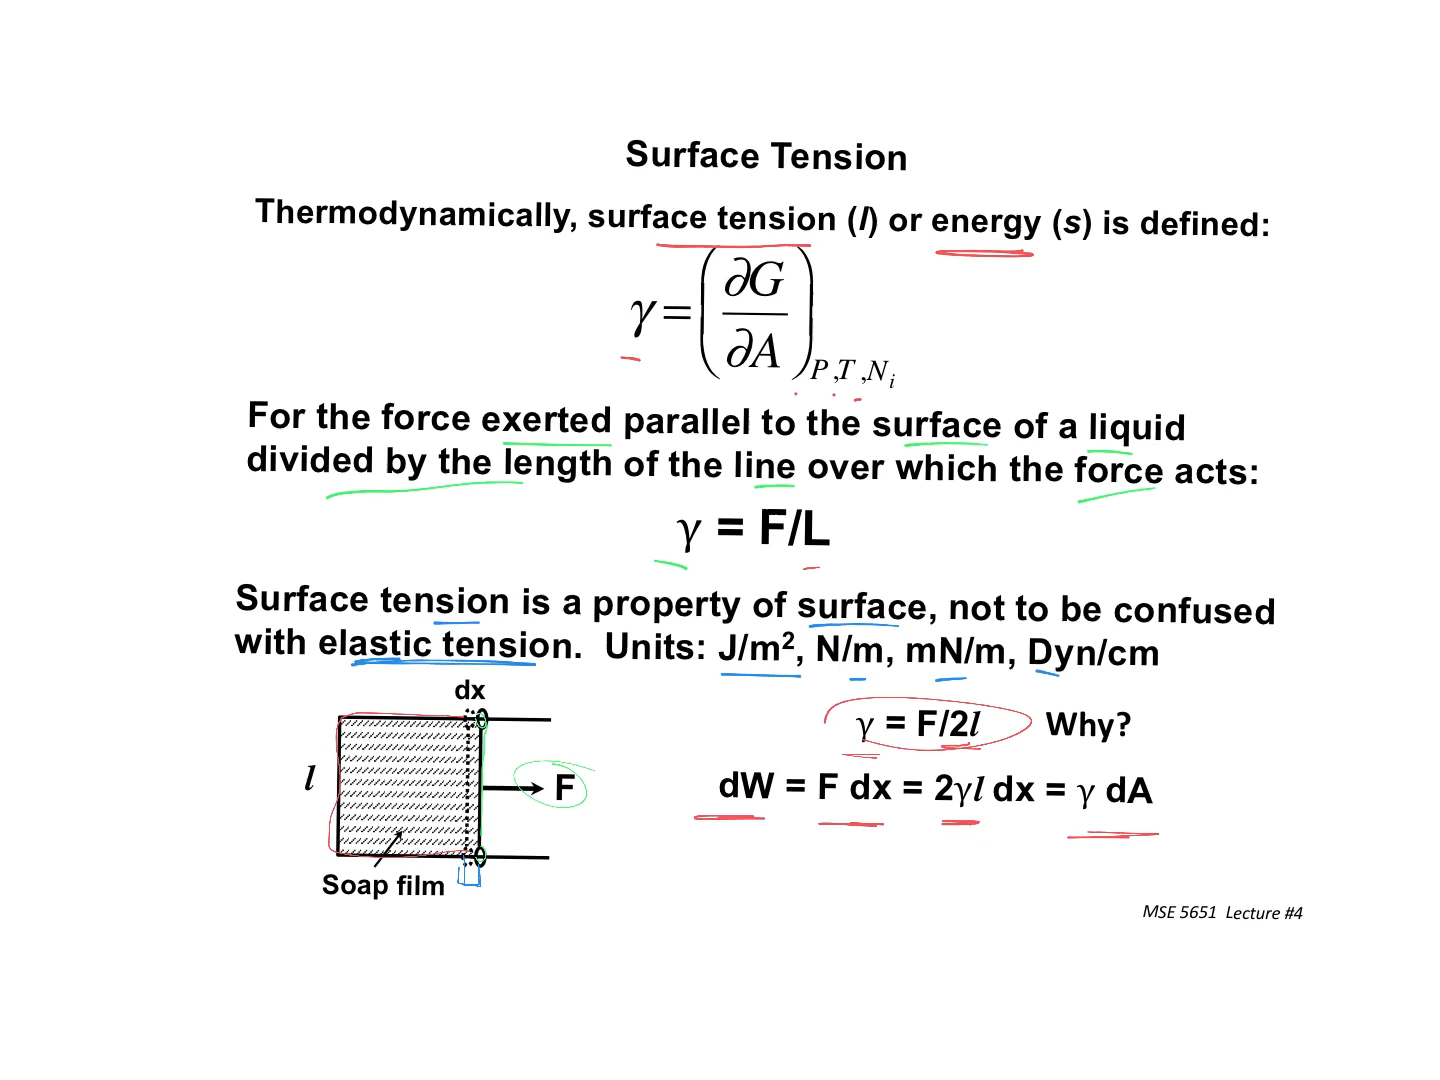 Surface Tension
Thermodynamically, surface tension (l) or energy (s) is defined:
γ = (∂G/∂A)P,T,Ni
For the force exerted parallel to the surface of a liquid
divided by the length of the line over which the force acts:
γ = F/L
Surface tension is a property of surface, not to be confused
with elastic tension. Units: J/m², N/m, mN/m, Dyn/cm
dx
γ = F/2l Why?
l
F
dW = F dx = 2γl dx = γ dA
Soap film
MSE 5651 Lecture #4